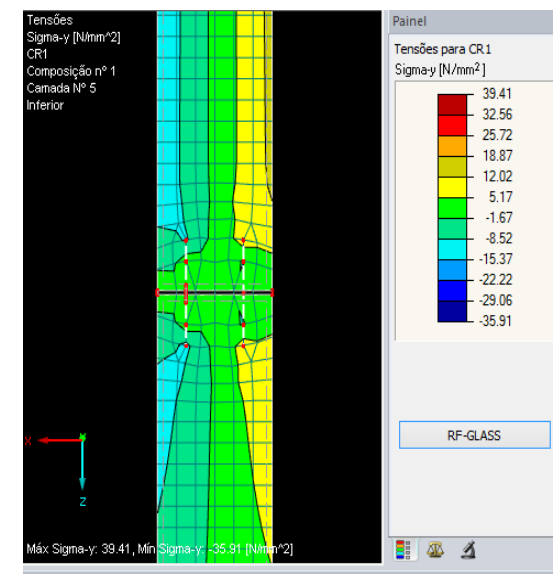 Tensões
Sigma-y [N/mm^2]
CR1
Composição nº 1
Camada Nº 5
Inferior
X
Z
Máx Sigma-y: 39.41, Mín Sigma-y: -35.91 [N/mm^2]
Painel
Tensões para CR1
Sigma-y [N/mm²]
39.41
32.56
25.72
18.87
12.02
5.17
-1.67
-8.52
-15.37
-22.22
-29.06
-35.91
RF-GLASS